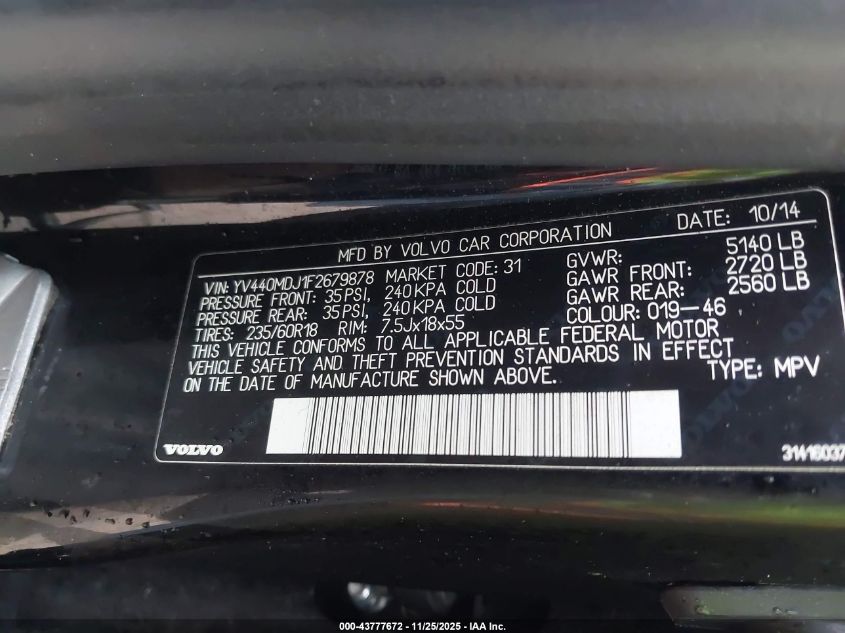 MFD BY VOLVO CAR CORPORATION DATE: 10/14
VIN: YV440MDJ1F2679878 MARKET CODE: 31 GVWR: 5140 LB
PRESSURE FRONT: 35PSI, 240KPA COLD GAWR FRONT: 2720 LB
PRESSURE REAR: 35PSI, 240KPA COLD GAWR REAR: 2560 LB
TIRES: 235/60R18 RIM: 7.5Jx18x55 COLOUR: 019-46
THIS VEHICLE CONFORMS TO ALL APPLICABLE FEDERAL MOTOR
VEHICLE SAFETY AND THEFT PREVENTION STANDARDS IN EFFECT
ON THE DATE OF MANUFACTURE SHOWN ABOVE. TYPE: MPV
VOLVO 31416037
000-43777672 - 11/25/2025 - IAA Inc.